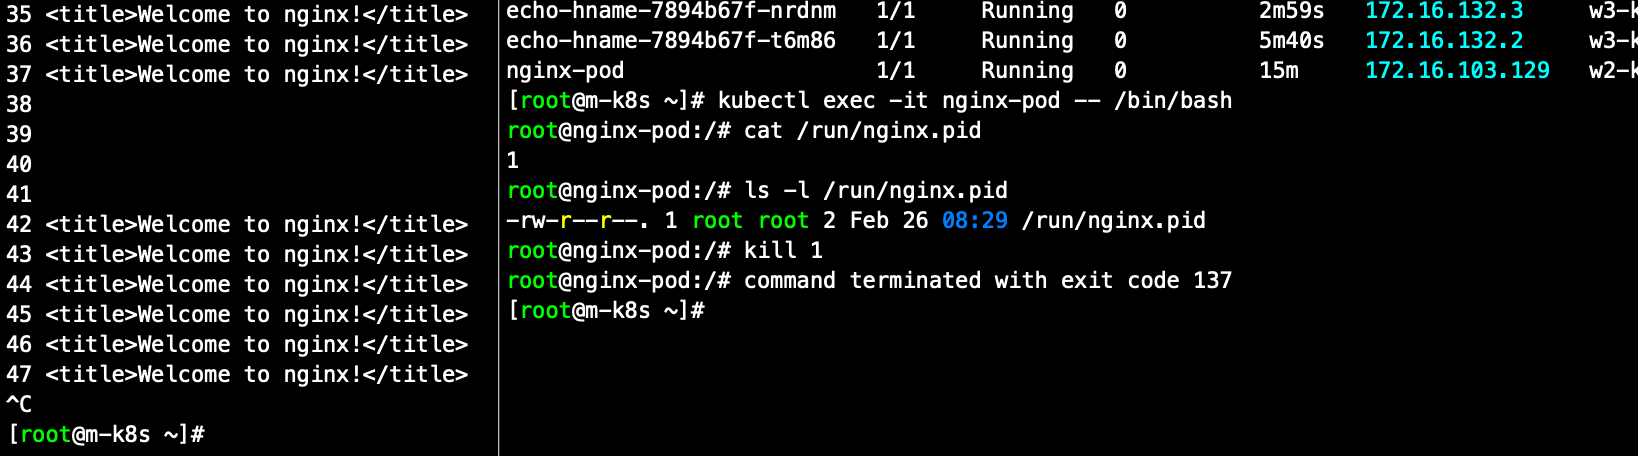 35 <title>Welcome to nginx!</title>
36 <title>Welcome to nginx!</title>
37 <title>Welcome to nginx!</title>
38
39
40
41
42 <title>Welcome to nginx!</title>
43 <title>Welcome to nginx!</title>
44 <title>Welcome to nginx!</title>
45 <title>Welcome to nginx!</title>
46 <title>Welcome to nginx!</title>
47 <title>Welcome to nginx!</title>
^C
[root@m-k8s ~]#
echo-hname-7894b67f-nrdnm 1/1 Running 0 2m59s 172.16.132.3 w3-k
echo-hname-7894b67f-t6m86 1/1 Running 0 5m40s 172.16.132.2 w3-k
nginx-pod 1/1 Running 0 15m 172.16.103.129 w2-k
[root@m-k8s ~]# kubectl exec -it nginx-pod -- /bin/bash
root@nginx-pod:/# cat /run/nginx.pid
1
root@nginx-pod:/# ls -l /run/nginx.pid
-rw-r--r--. 1 root root 2 Feb 26 08:29 /run/nginx.pid
root@nginx-pod:/# kill 1
root@nginx-pod:/# command terminated with exit code 137
[root@m-k8s ~]#